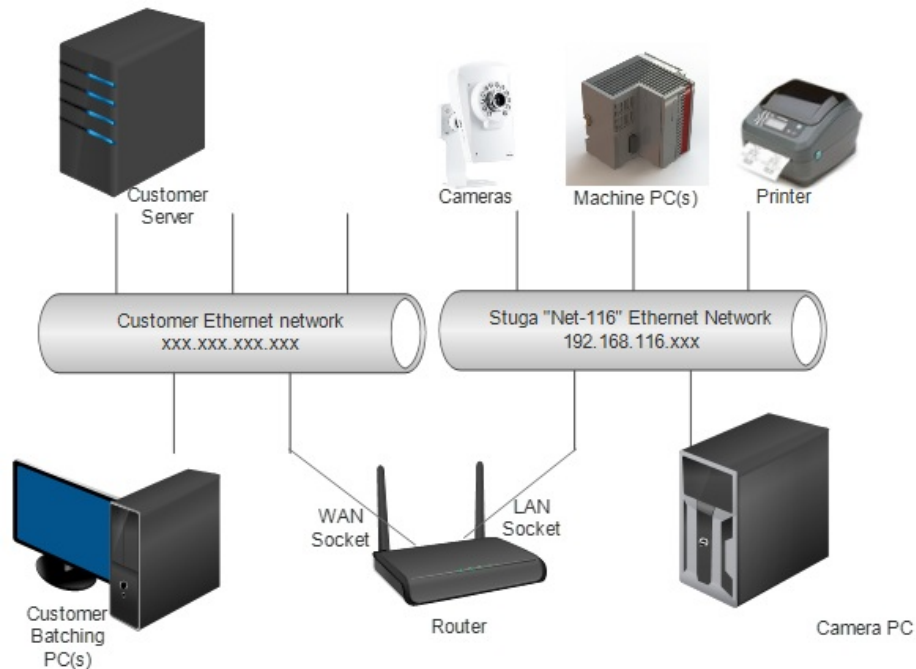 Customer
Server
Cameras
Machine PC(s)
Printer
Customer Ethernet network
xxx.xxx.xxx.xxx
Stuga "Net-116" Ethernet Network
192.168.116.xxx
WAN
Socket
LAN
Socket
Customer
Batching
PC(s)
Router
Camera PC